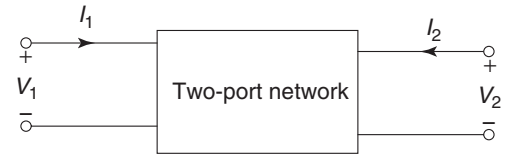 I₁ I₂
+ +
V₁ Two-port network V₂
− −